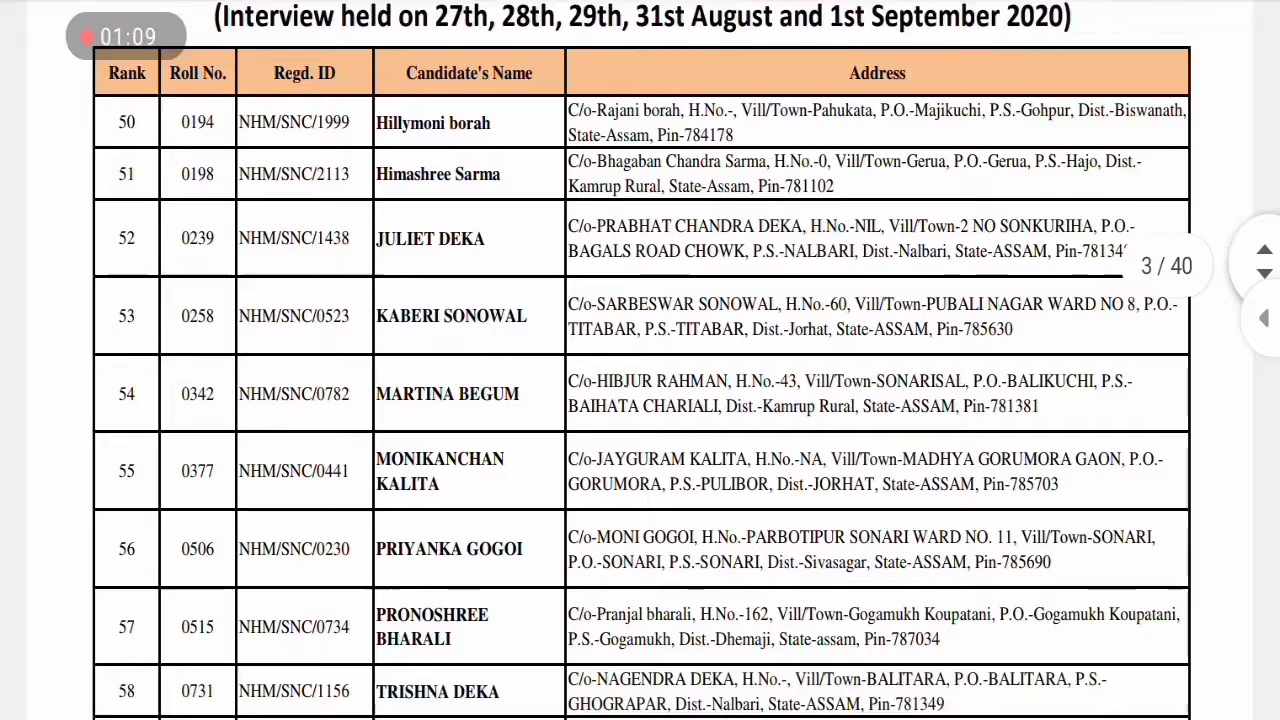 (Interview held on 27th, 28th, 29th, 31st August and 1st September 2020)
01:09
Rank Roll No. Regd. ID Candidate's Name Address
50 0194 NHM/SNC/1999 Hillymoni borah C/o-Rajani borah, H.No.-, Vill/Town-Pahukata, P.O.-Majikuchi, P.S.-Gohpur, Dist.-Biswanath,
State-Assam, Pin-784178
51 0198 NHM/SNC/2113 Himashree Sarma C/o-Bhagaban Chandra Sarma, H.No.-0, Vill/Town-Gerua, P.O.-Gerua, P.S.-Hajo, Dist.-
Kamrup Rural, State-Assam, Pin-781102
52 0239 NHM/SNC/1438 JULIET DEKA C/o-PRABHAT CHANDRA DEKA, H.No.-NIL, Vill/Town-2 NO SONKURIHA, P.O.-
BAGALS ROAD CHOWK, P.S.-NALBARI, Dist.-Nalbari, State-ASSAM,
3 / 40
53 0258 NHM/SNC/0523 KABERI SONOWAL C/o-SARBESWAR SONOWAL, H.No.-60, Vill/Town-PUBALI NAGAR WARD NO 8, P.O.-
TITABAR, P.S.-TITABAR, Dist.-Jorhat, State-ASSAM, Pin-785630
54 0342 NHM/SNC/0782 MARTINA BEGUM C/o-HIBJUR RAHMAN, H.No.-43, Vill/Town-SONARISAL, P.O.-BALIKUCHI, P.S.-
BAIHATA CHARIALI, Dist.-Kamrup Rural, State-ASSAM, Pin-781381
55 0377 NHM/SNC/0441 MONIKANCHAN KALITA C/o-JAYGURAM KALITA, H.No.-NA, Vill/Town-MADHYA GORUMORA GAON, P.O.-
GORUMORA, P.S.-PULIBOR, Dist.-JORHAT, State-ASSAM, Pin-785703
56 0506 NHM/SNC/0230 PRIYANKA GOGOI C/o-MONI GOGOI, H.No.-PARBOTIPUR SONARI WARD NO. 11, Vill/Town-SONARI,
P.O.-SONARI, P.S.-SONARI, Dist.-Sivasagar, State-ASSAM, Pin-785690
57 0515 NHM/SNC/0734 PRONOSHREE BHARALI C/o-Pranjal bharali, H.No.-162, Vill/Town-Gogamukh Koupatani, P.O.-Gogamukh Koupatani,
P.S.-Gogamukh, Dist.-Dhemaji, State-assam, Pin-787034
58 0731 NHM/SNC/1156 TRISHNA DEKA C/o-NAGENDRA DEKA, H.No.-, Vill/Town-BALITARA, P.O.-BALITARA, P.S.-
GHOGRAPAR, Dist.-Nalbari, State-ASSAM, Pin-781349